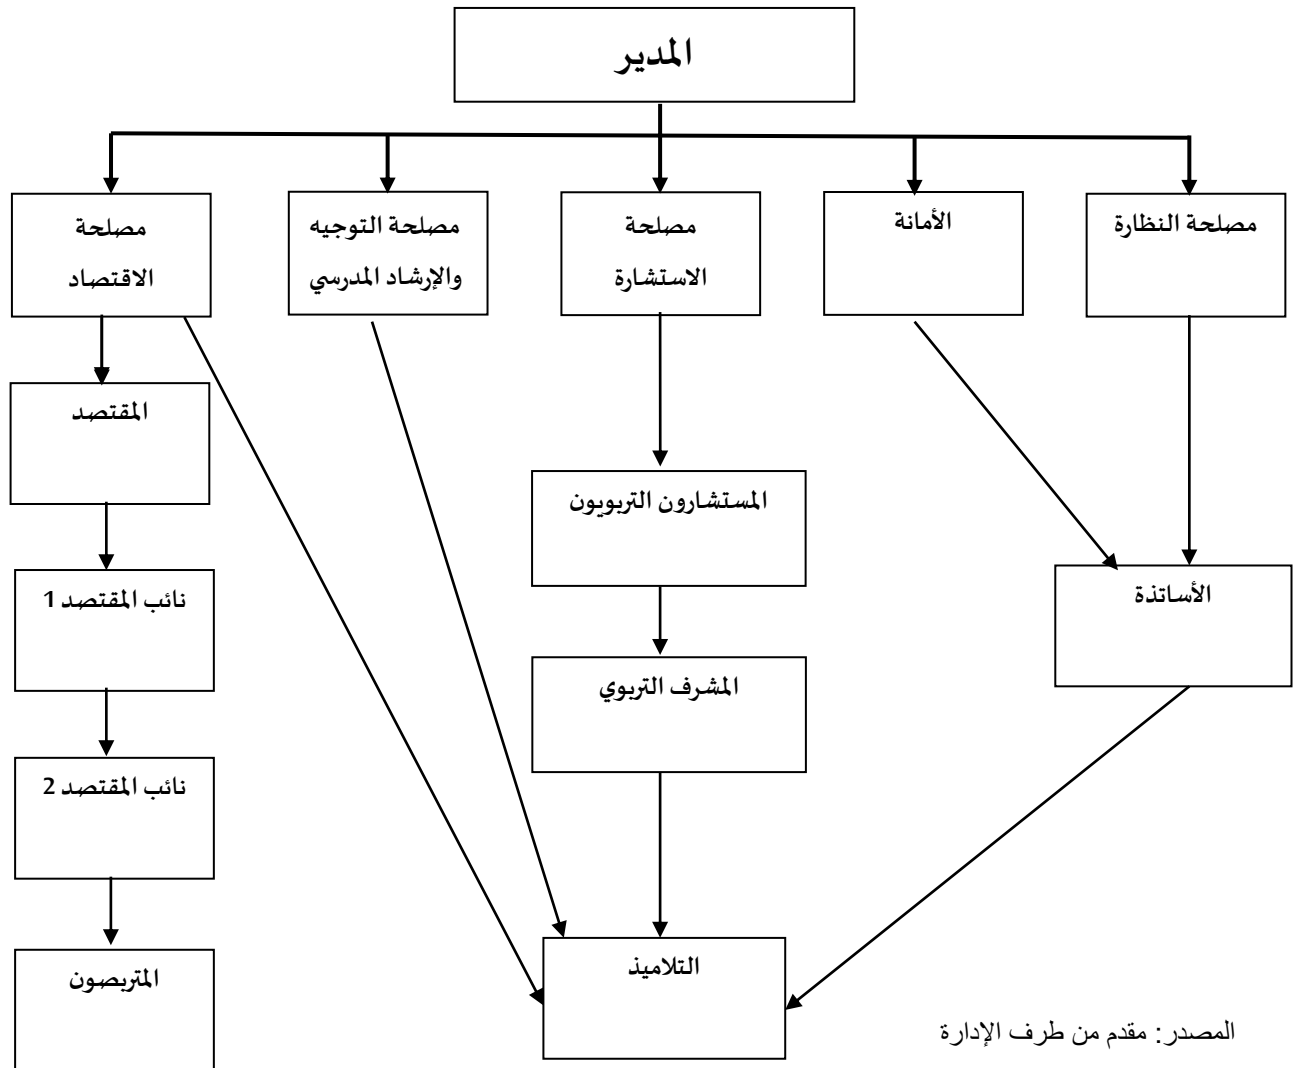 المدير
مصلحة النظارة
الأمانة
مصلحة
الاستشارة
مصلحة التوجيه
والإرشاد المدرسي
مصلحة
الاقتصاد
المقتصد
المستشارون التربويون
الأساتذة
نائب المقتصد 1
المشرف التربوي
نائب المقتصد 2
التلاميذ
المتربصون
المصدر: مقدم من طرف الإدارة